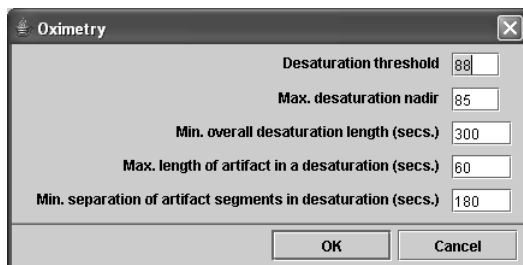 Oximetry
Desaturation threshold 88
Max. desaturation nadir 85
Min. overall desaturation length (secs.) 300
Max. length of artifact in a desaturation (secs.) 60
Min. separation of artifact segments in desaturation (secs.) 180
OK Cancel